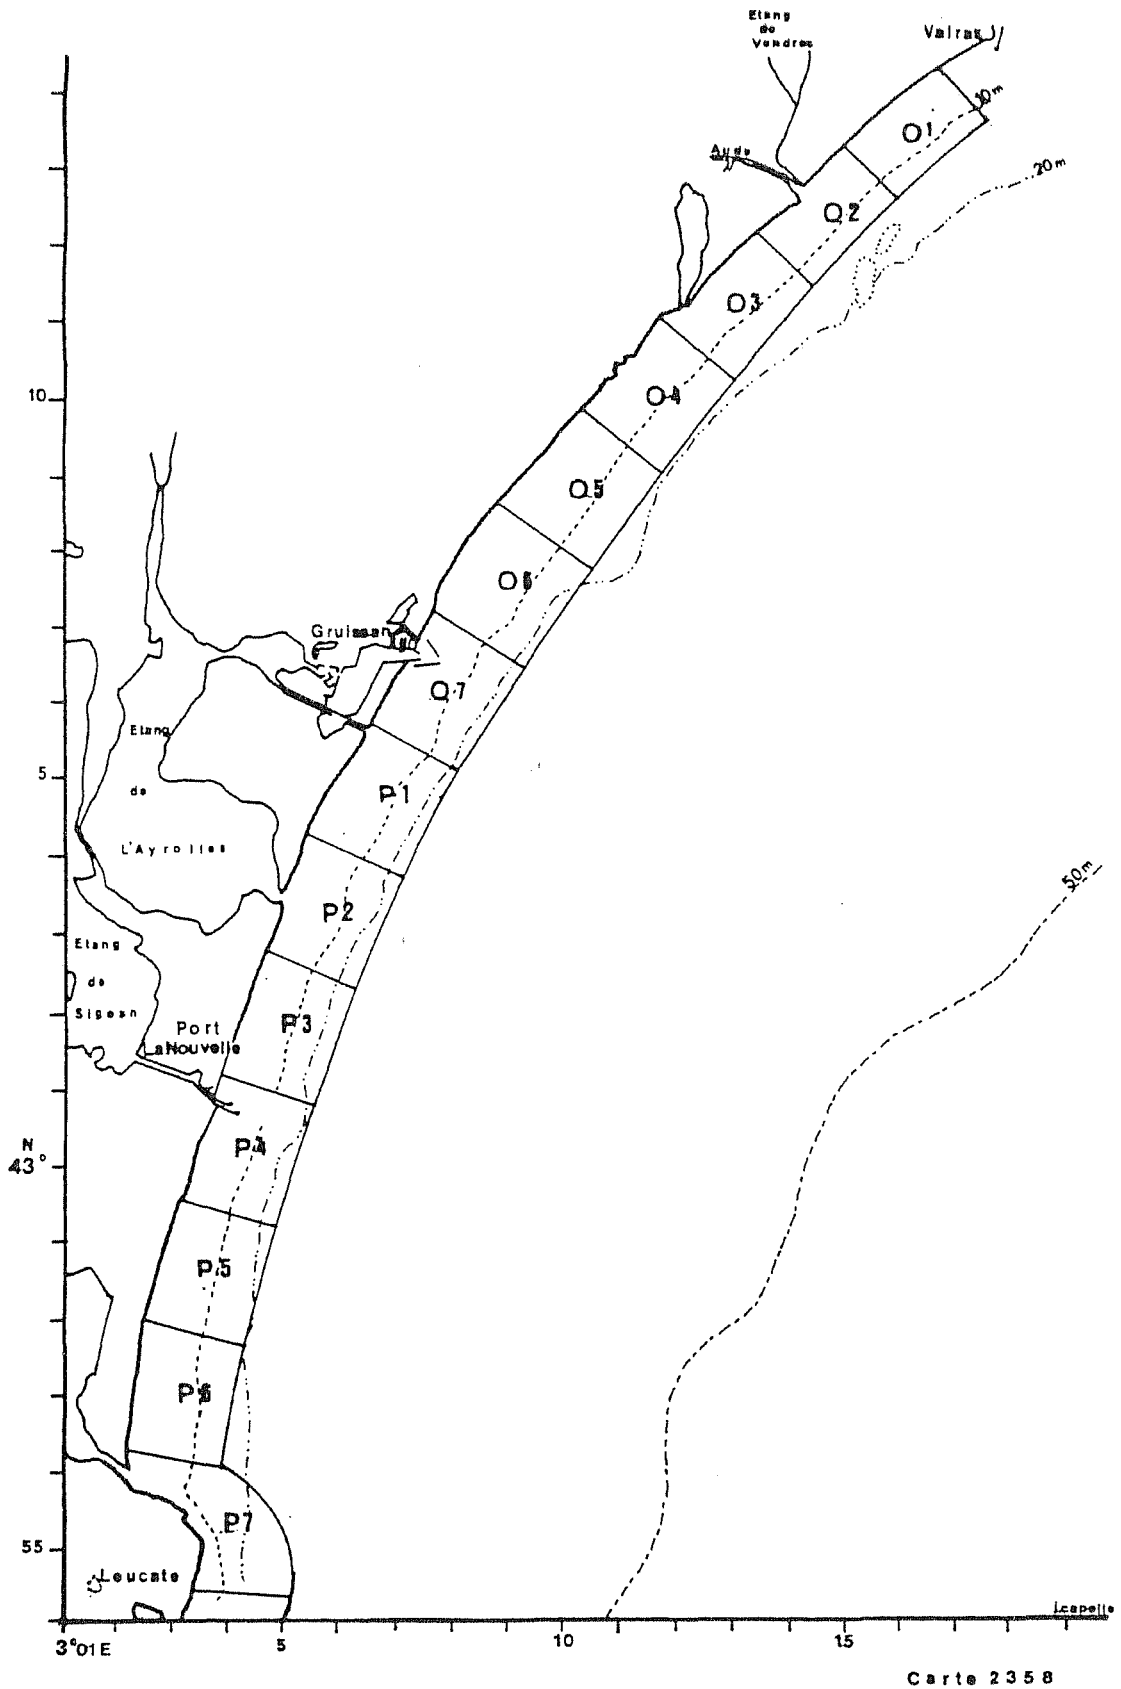 Etang
de
Vendres
Valras
10m
O1
Aude
20m
O2
O3
10
O4
O5
O6
Gruissan
O7
Etang
5
P1
de
L'Ayrolles
50m
P2
Etang
de
Sigean
P3
Port
La Nouvelle
N
43°
P4
P5
P6
P7
55
Leucate
J.capelle
3°01E
5
10
15
Carte 2358